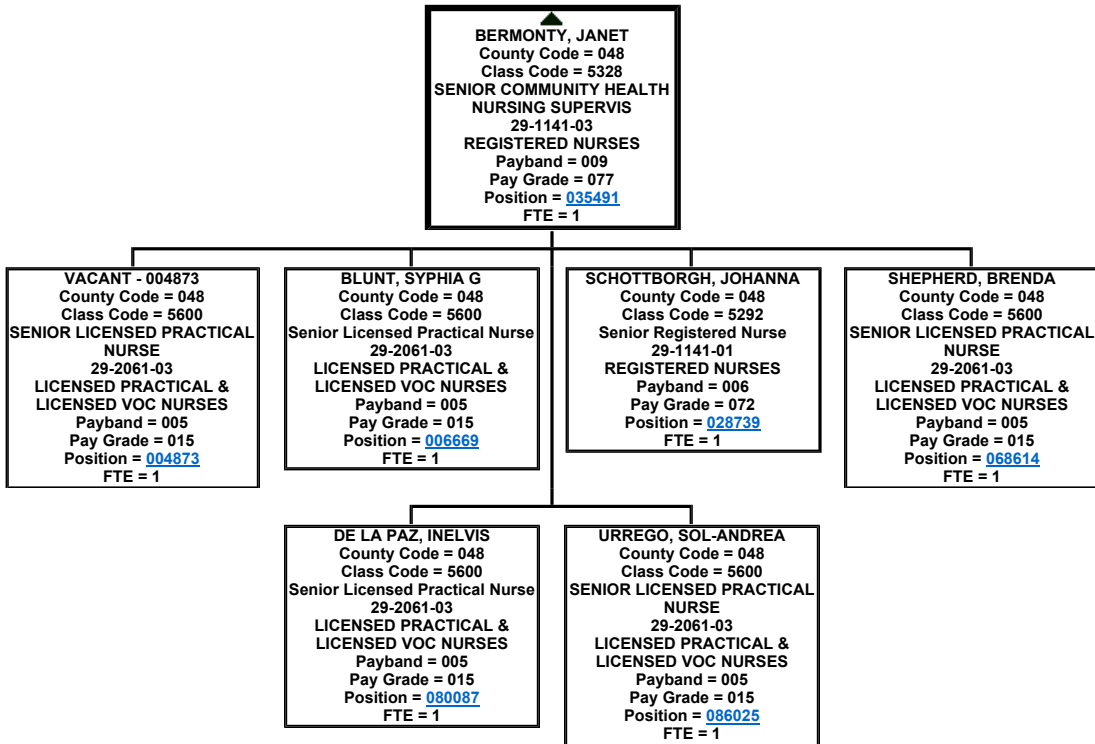 BERMONTY, JANET
County Code = 048
Class Code = 5328
SENIOR COMMUNITY HEALTH
NURSING SUPERVIS
29-1141-03
REGISTERED NURSES
Payband = 009
Pay Grade = 077
Position = 035491
FTE = 1
VACANT - 004873
County Code = 048
Class Code = 5600
SENIOR LICENSED PRACTICAL
NURSE
29-2061-03
LICENSED PRACTICAL &
LICENSED VOC NURSES
Payband = 005
Pay Grade = 015
Position = 004873
FTE = 1
BLUNT, SYPHIA G
County Code = 048
Class Code = 5600
Senior Licensed Practical Nurse
29-2061-03
LICENSED PRACTICAL &
LICENSED VOC NURSES
Payband = 005
Pay Grade = 015
Position = 006669
FTE = 1
SCHOTTBORGH, JOHANNA
County Code = 048
Class Code = 5292
Senior Registered Nurse
29-1141-01
REGISTERED NURSES
Payband = 006
Pay Grade = 072
Position = 028739
FTE = 1
SHEPHERD, BRENDA
County Code = 048
Class Code = 5600
SENIOR LICENSED PRACTICAL
NURSE
29-2061-03
LICENSED PRACTICAL &
LICENSED VOC NURSES
Payband = 005
Pay Grade = 015
Position = 068614
FTE = 1
DE LA PAZ, INELVIS
County Code = 048
Class Code = 5600
Senior Licensed Practical Nurse
29-2061-03
LICENSED PRACTICAL &
LICENSED VOC NURSES
Payband = 005
Pay Grade = 015
Position = 080087
FTE = 1
URREGO, SOL-ANDREA
County Code = 048
Class Code = 5600
SENIOR LICENSED PRACTICAL
NURSE
29-2061-03
LICENSED PRACTICAL &
LICENSED VOC NURSES
Payband = 005
Pay Grade = 015
Position = 086025
FTE = 1